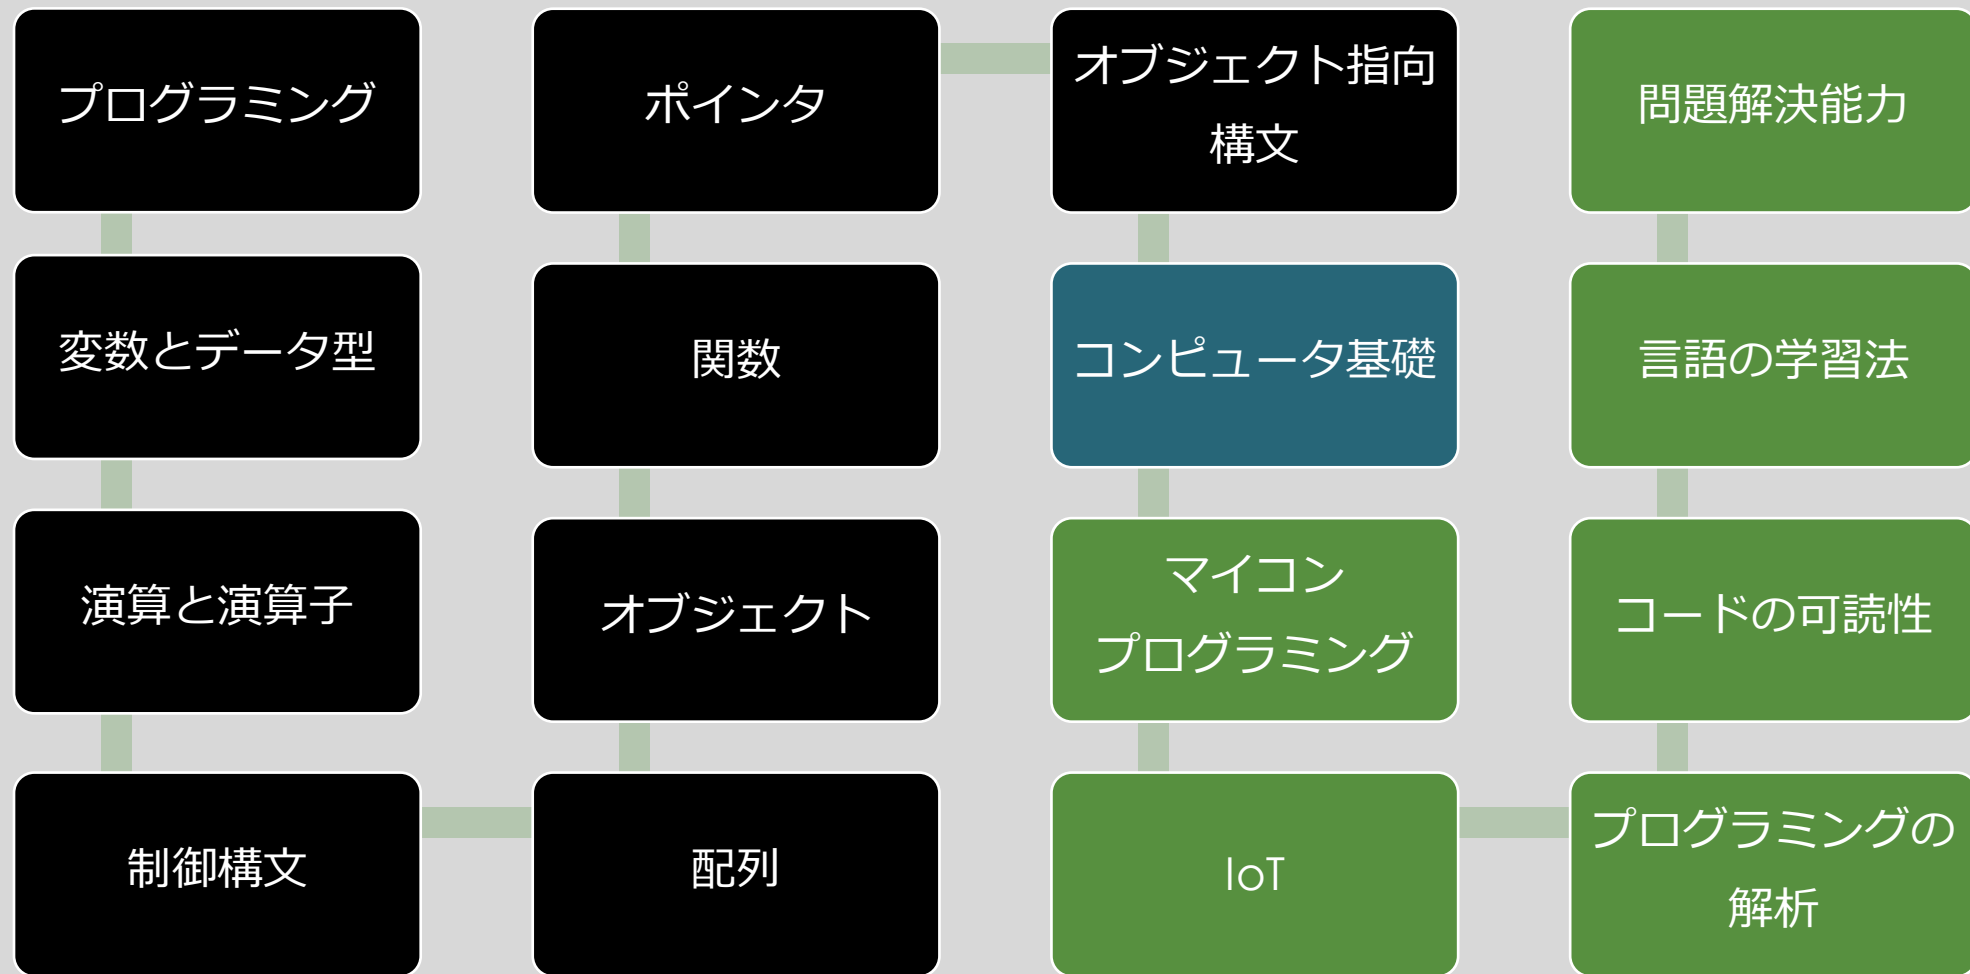 プログラミング
変数とデータ型
演算と演算子
制御構文
配列
オブジェクト
関数
ポインタ
オブジェクト指向
構文
コンピュータ基礎
マイコン
プログラミング
IoT
プログラミングの
解析
コードの可読性
言語の学習法
問題解決能力